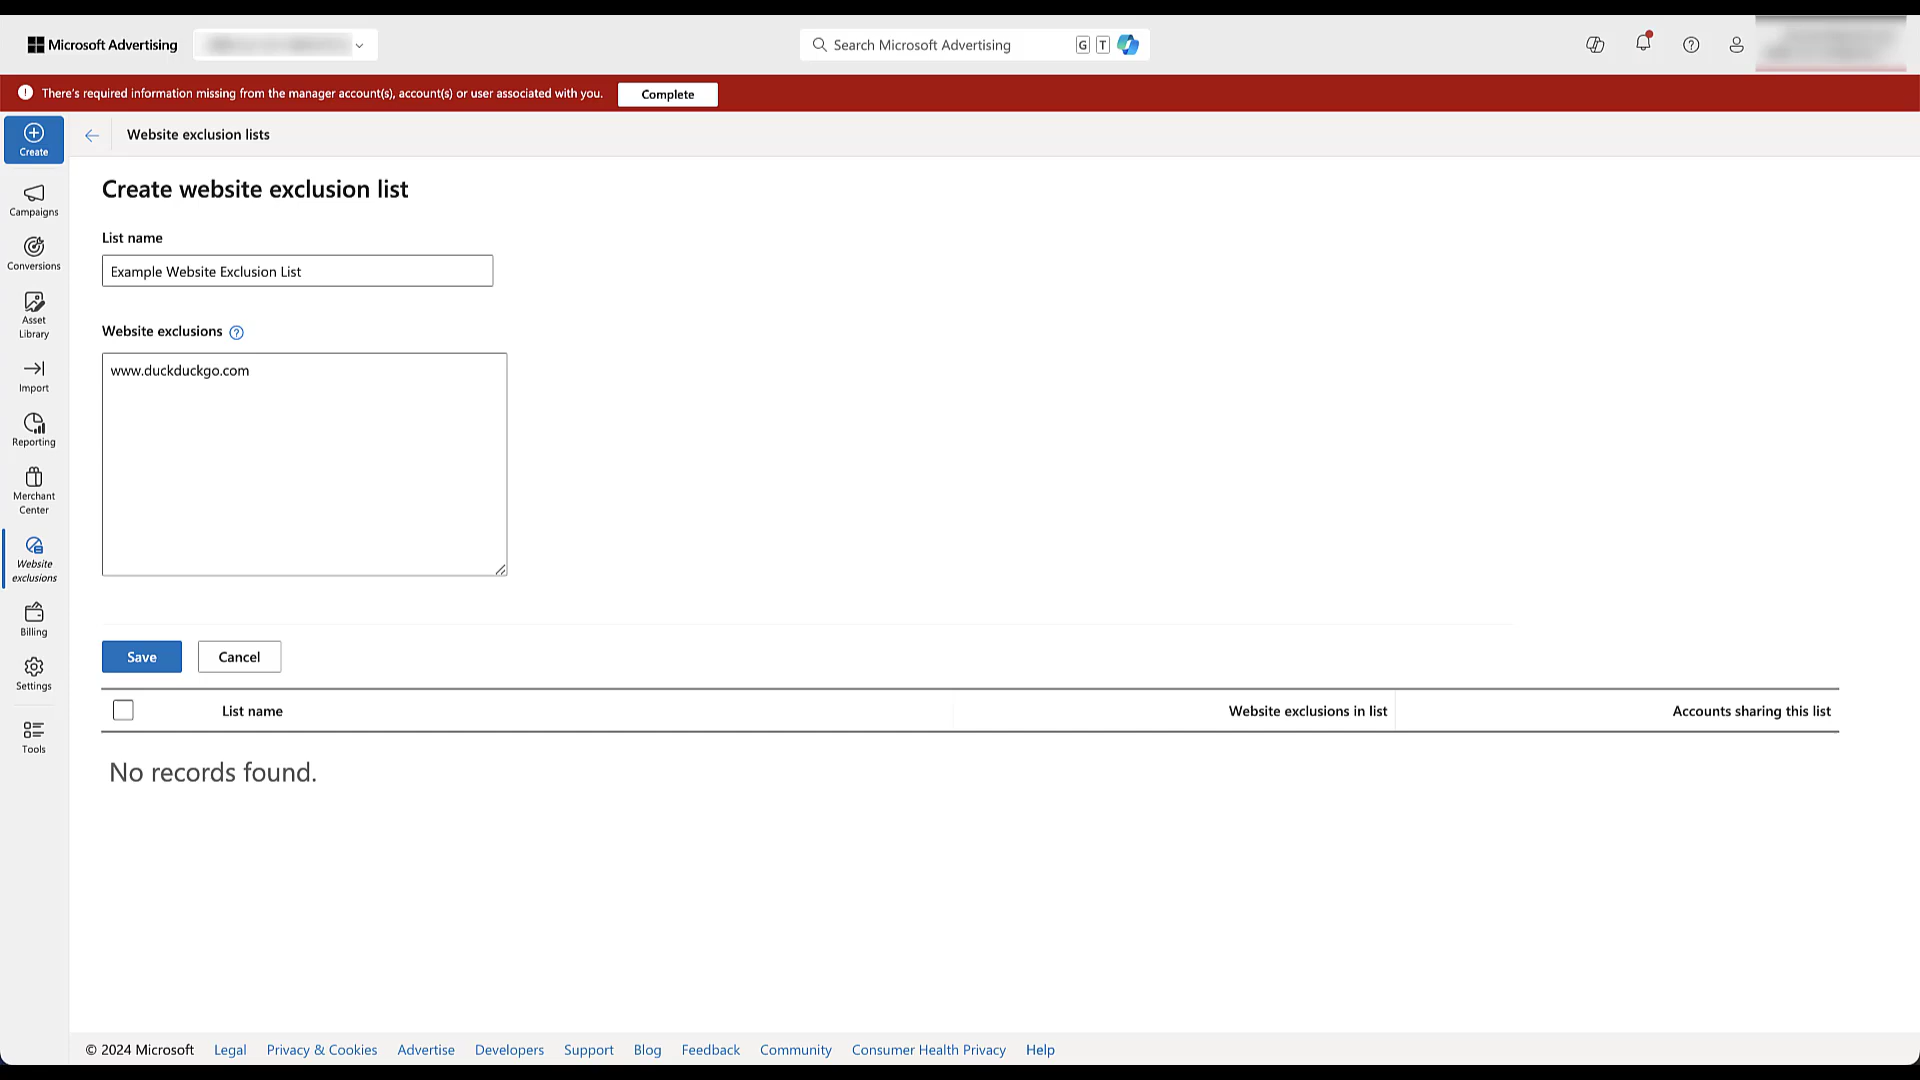 Microsoft Advertising
Search Microsoft Advertising G T
There's required information missing from the manager account(s), account(s) or user associated with you. Complete
Create
Website exclusion lists
Create website exclusion list
Campaigns
List name
Conversions
Example Website Exclusion List
Asset
Library
Website exclusions
www.duckduckgo.com
Import
Reporting
Merchant
Center
Website
exclusions
Billing
Save Cancel
Settings
List name Website exclusions in list Accounts sharing this list
Tools
No records found.
© 2024 Microsoft Legal Privacy & Cookies Advertise Developers Support Blog Feedback Community Consumer Health Privacy Help